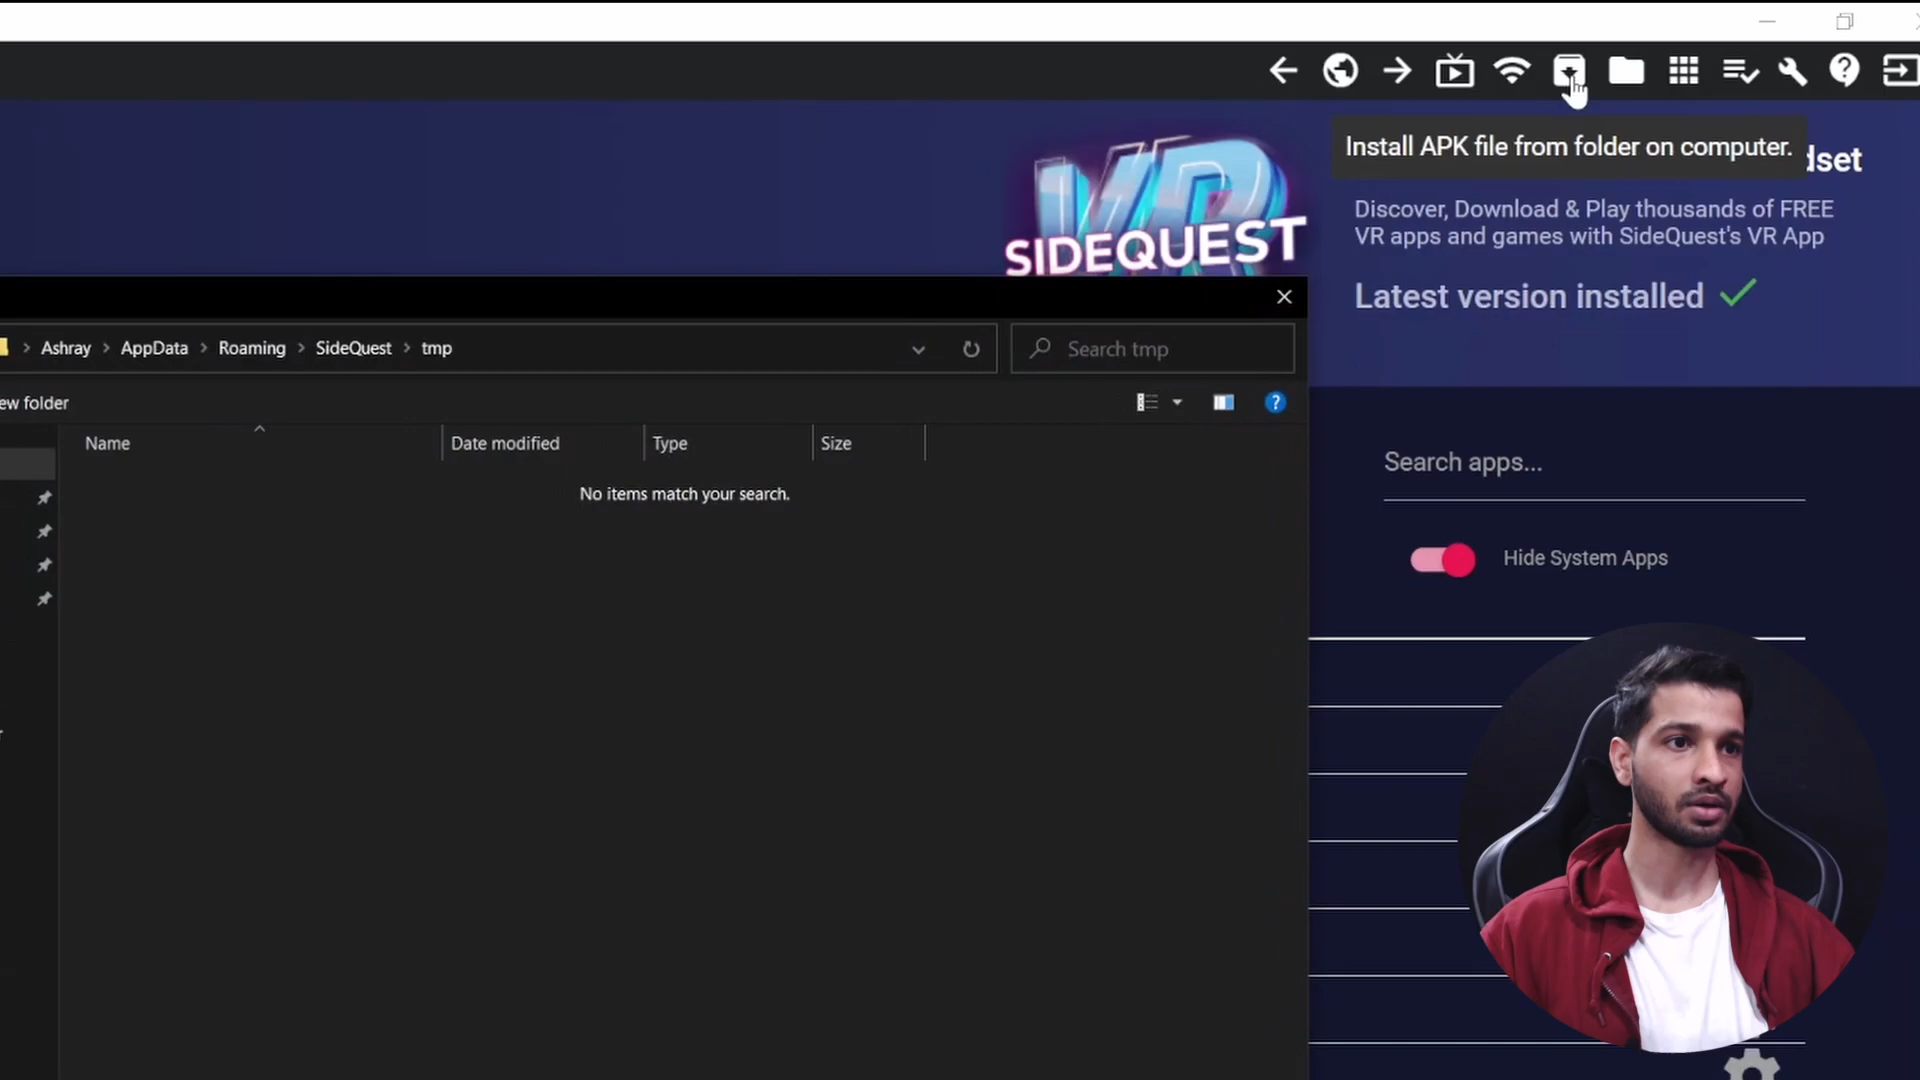 Install APK file from folder on computer.
dset
Discover, Download & Play thousands of FREE
VR apps and games with SideQuest's VR App
VR
SIDEQUEST
Latest version installed
Ashray
AppData
Roaming
SideQuest
tmp
Search tmp
ew folder
?
Name
Date modified
Type
Size
No items match your search.
Search apps...
Hide System Apps
r